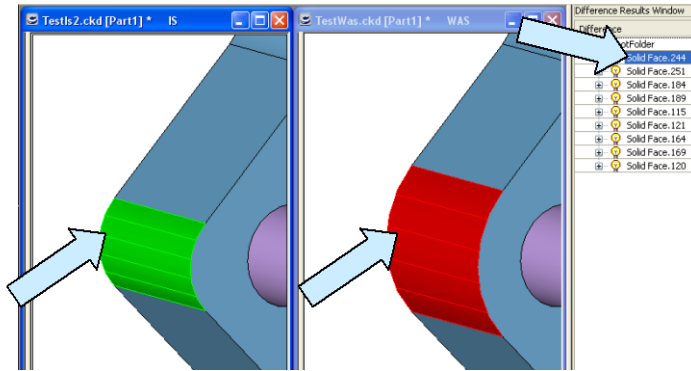 TestIs2.ckd [Part1] * IS
TestWas.ckd [Part1] * WAS
Difference Results Window
Solid Face.244
Solid Face.251
Solid Face.184
Solid Face.189
Solid Face.115
Solid Face.121
Solid Face.164
Solid Face.169
Solid Face.120